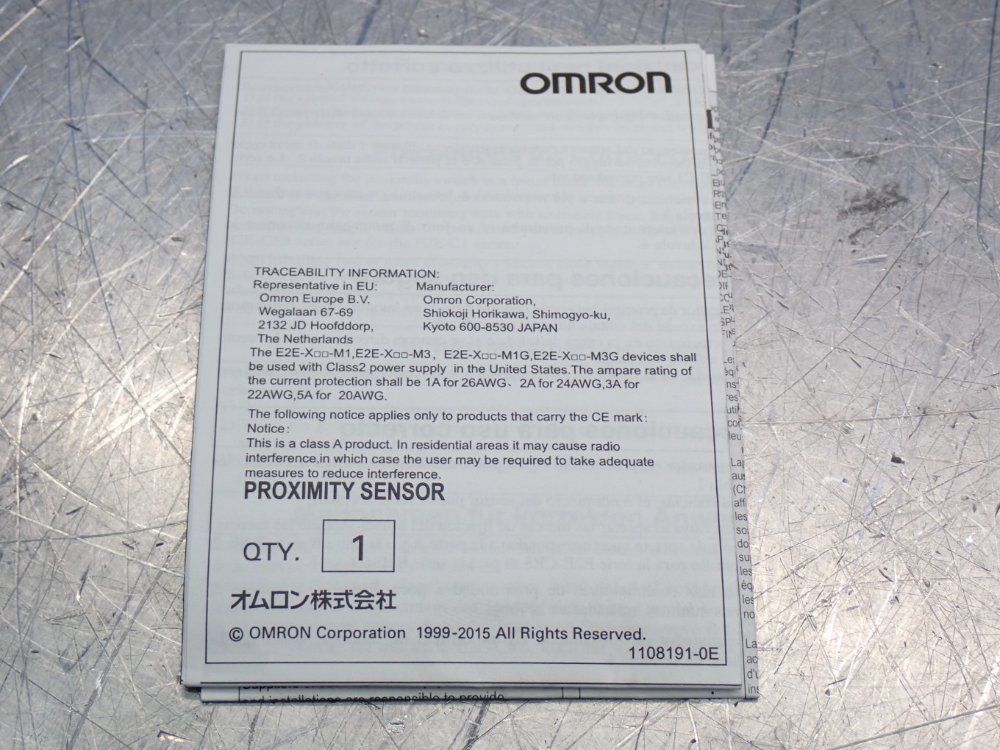 OMRON
TRACEABILITY INFORMATION:
Representative in EU: Manufacturer:
Omron Europe B.V. Omron Corporation,
Wegalaan 67-69 Shiokoji Horikawa, Shimogyo-ku,
2132 JD Hoofddorp, Kyoto 600-8530 JAPAN
The Netherlands
The E2E-X□□-M1,E2E-X□□-M3, E2E-X□□-M1G,E2E-X□□-M3G devices shall
be used with Class2 power supply in the United States.The ampare rating of
the current protection shall be 1A for 26AWG、 2A for 24AWG,3A for
22AWG,5A for 20AWG.
The following notice applies only to products that carry the CE mark:
Notice:
This is a class A product. In residential areas it may cause radio
interference,in which case the user may be required to take adequate
measures to reduce interference.
PROXIMITY SENSOR
QTY. 1
オムロン株式会社
© OMRON Corporation 1999-2015 All Rights Reserved.
1108191-0E
and installations are responsible to provide